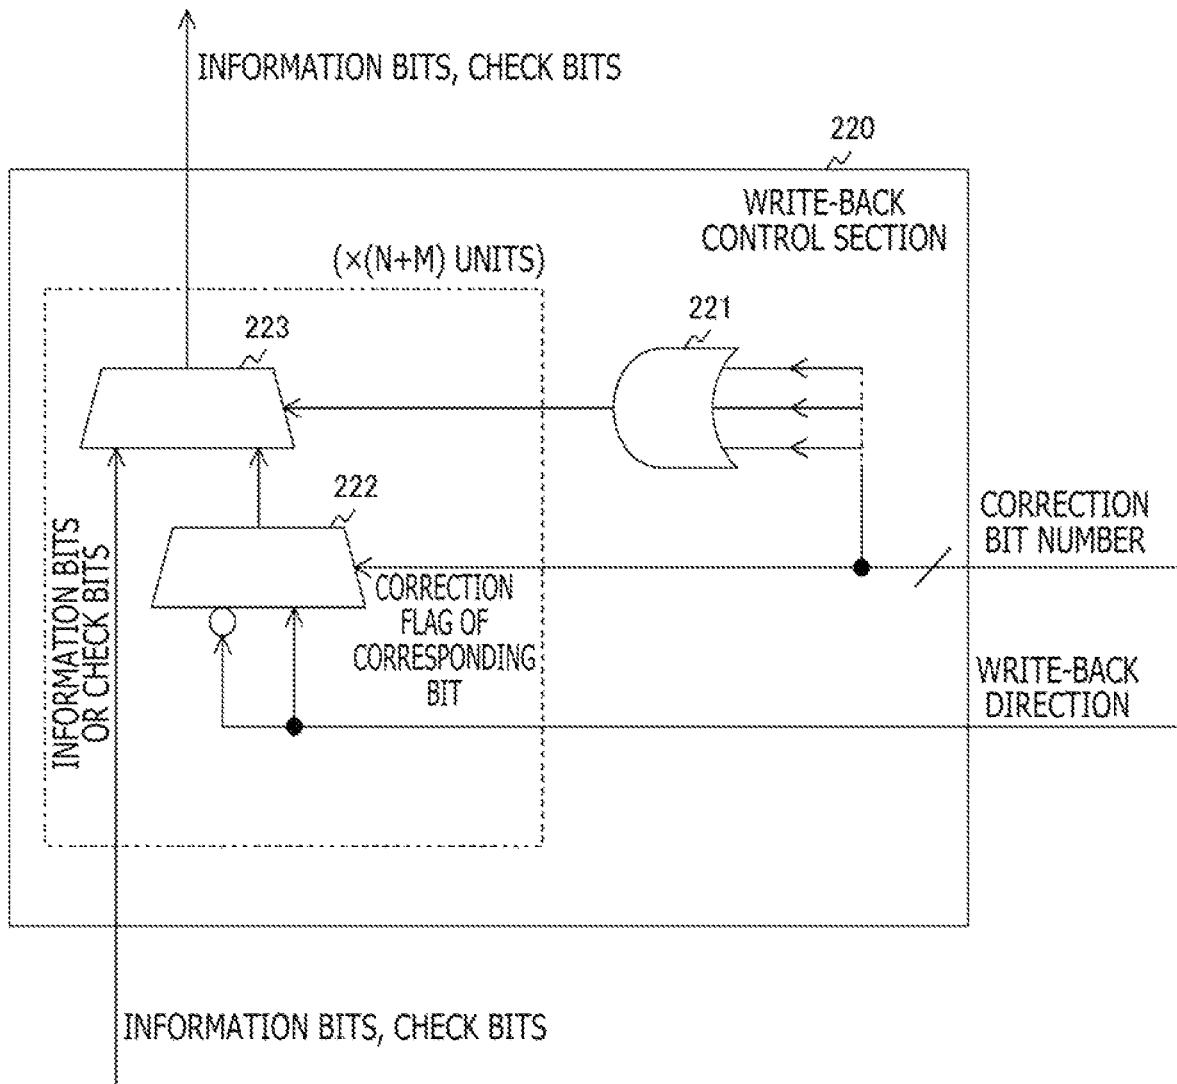 INFORMATION BITS, CHECK BITS
220
WRITE-BACK
CONTROL SECTION
(×(N+M) UNITS)
221
223
222
CORRECTION
BIT NUMBER
CORRECTION
FLAG OF
CORRESPONDING
BIT
WRITE-BACK
DIRECTION
INFORMATION BITS
OR CHECK BITS
INFORMATION BITS, CHECK BITS